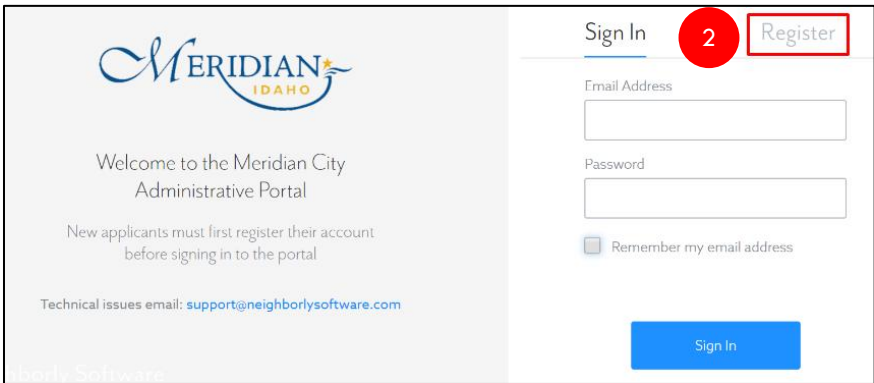 MERIDIAN
IDAHO
Welcome to the Meridian City
Administrative Portal
New applicants must first register their account
before signing in to the portal
Technical issues email: support@neighborlysoftware.com
hborly Software
Sign In
2
Register
Email Address
Password
Remember my email address
Sign In